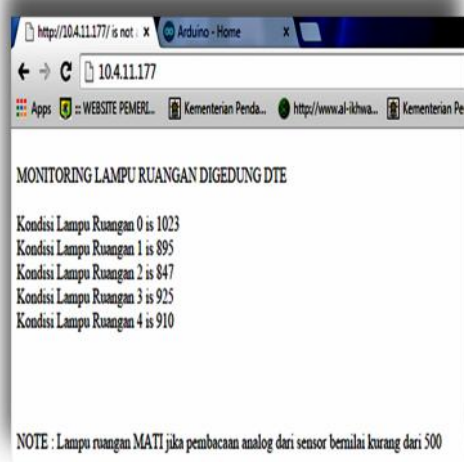 http://10.4.11.177/ is not
Arduino - Home
10.4.11.177
Apps
:: WEBSITE PEMERI...
Kementerian Penda...
http://www.al-ikhwa...
Kementerian Pe
MONITORING LAMPU RUANGAN DIGEDUNG DTE
Kondisi Lampu Ruangan 0 is 1023
Kondisi Lampu Ruangan 1 is 895
Kondisi Lampu Ruangan 2 is 847
Kondisi Lampu Ruangan 3 is 925
Kondisi Lampu Ruangan 4 is 910
NOTE : Lampu ruangan MATI jika pembacaan analog dari sensor bernilai kurang dari 500